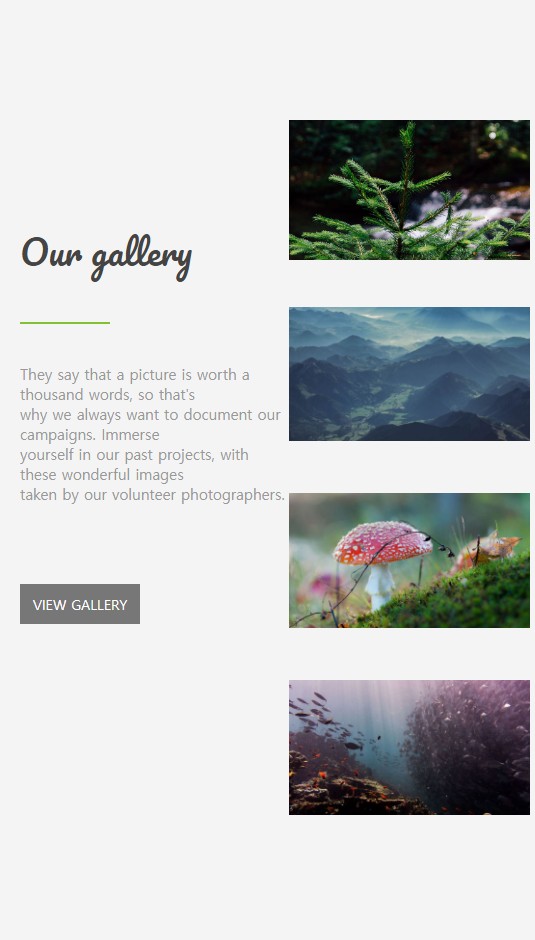 Our gallery
They say that a picture is worth a
thousand words, so that's
why we always want to document our
campaigns. Immerse
yourself in our past projects, with
these wonderful images
taken by our volunteer photographers.
VIEW GALLERY